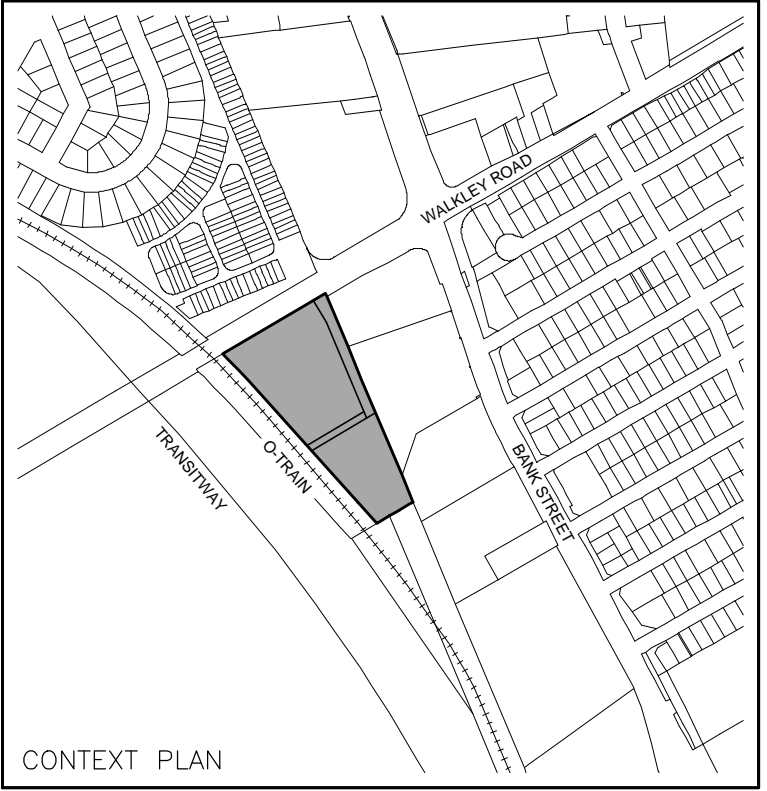 WALKLEY ROAD
TRANSITWAY
O-TRAIN
BANK STREET
CONTEXT PLAN